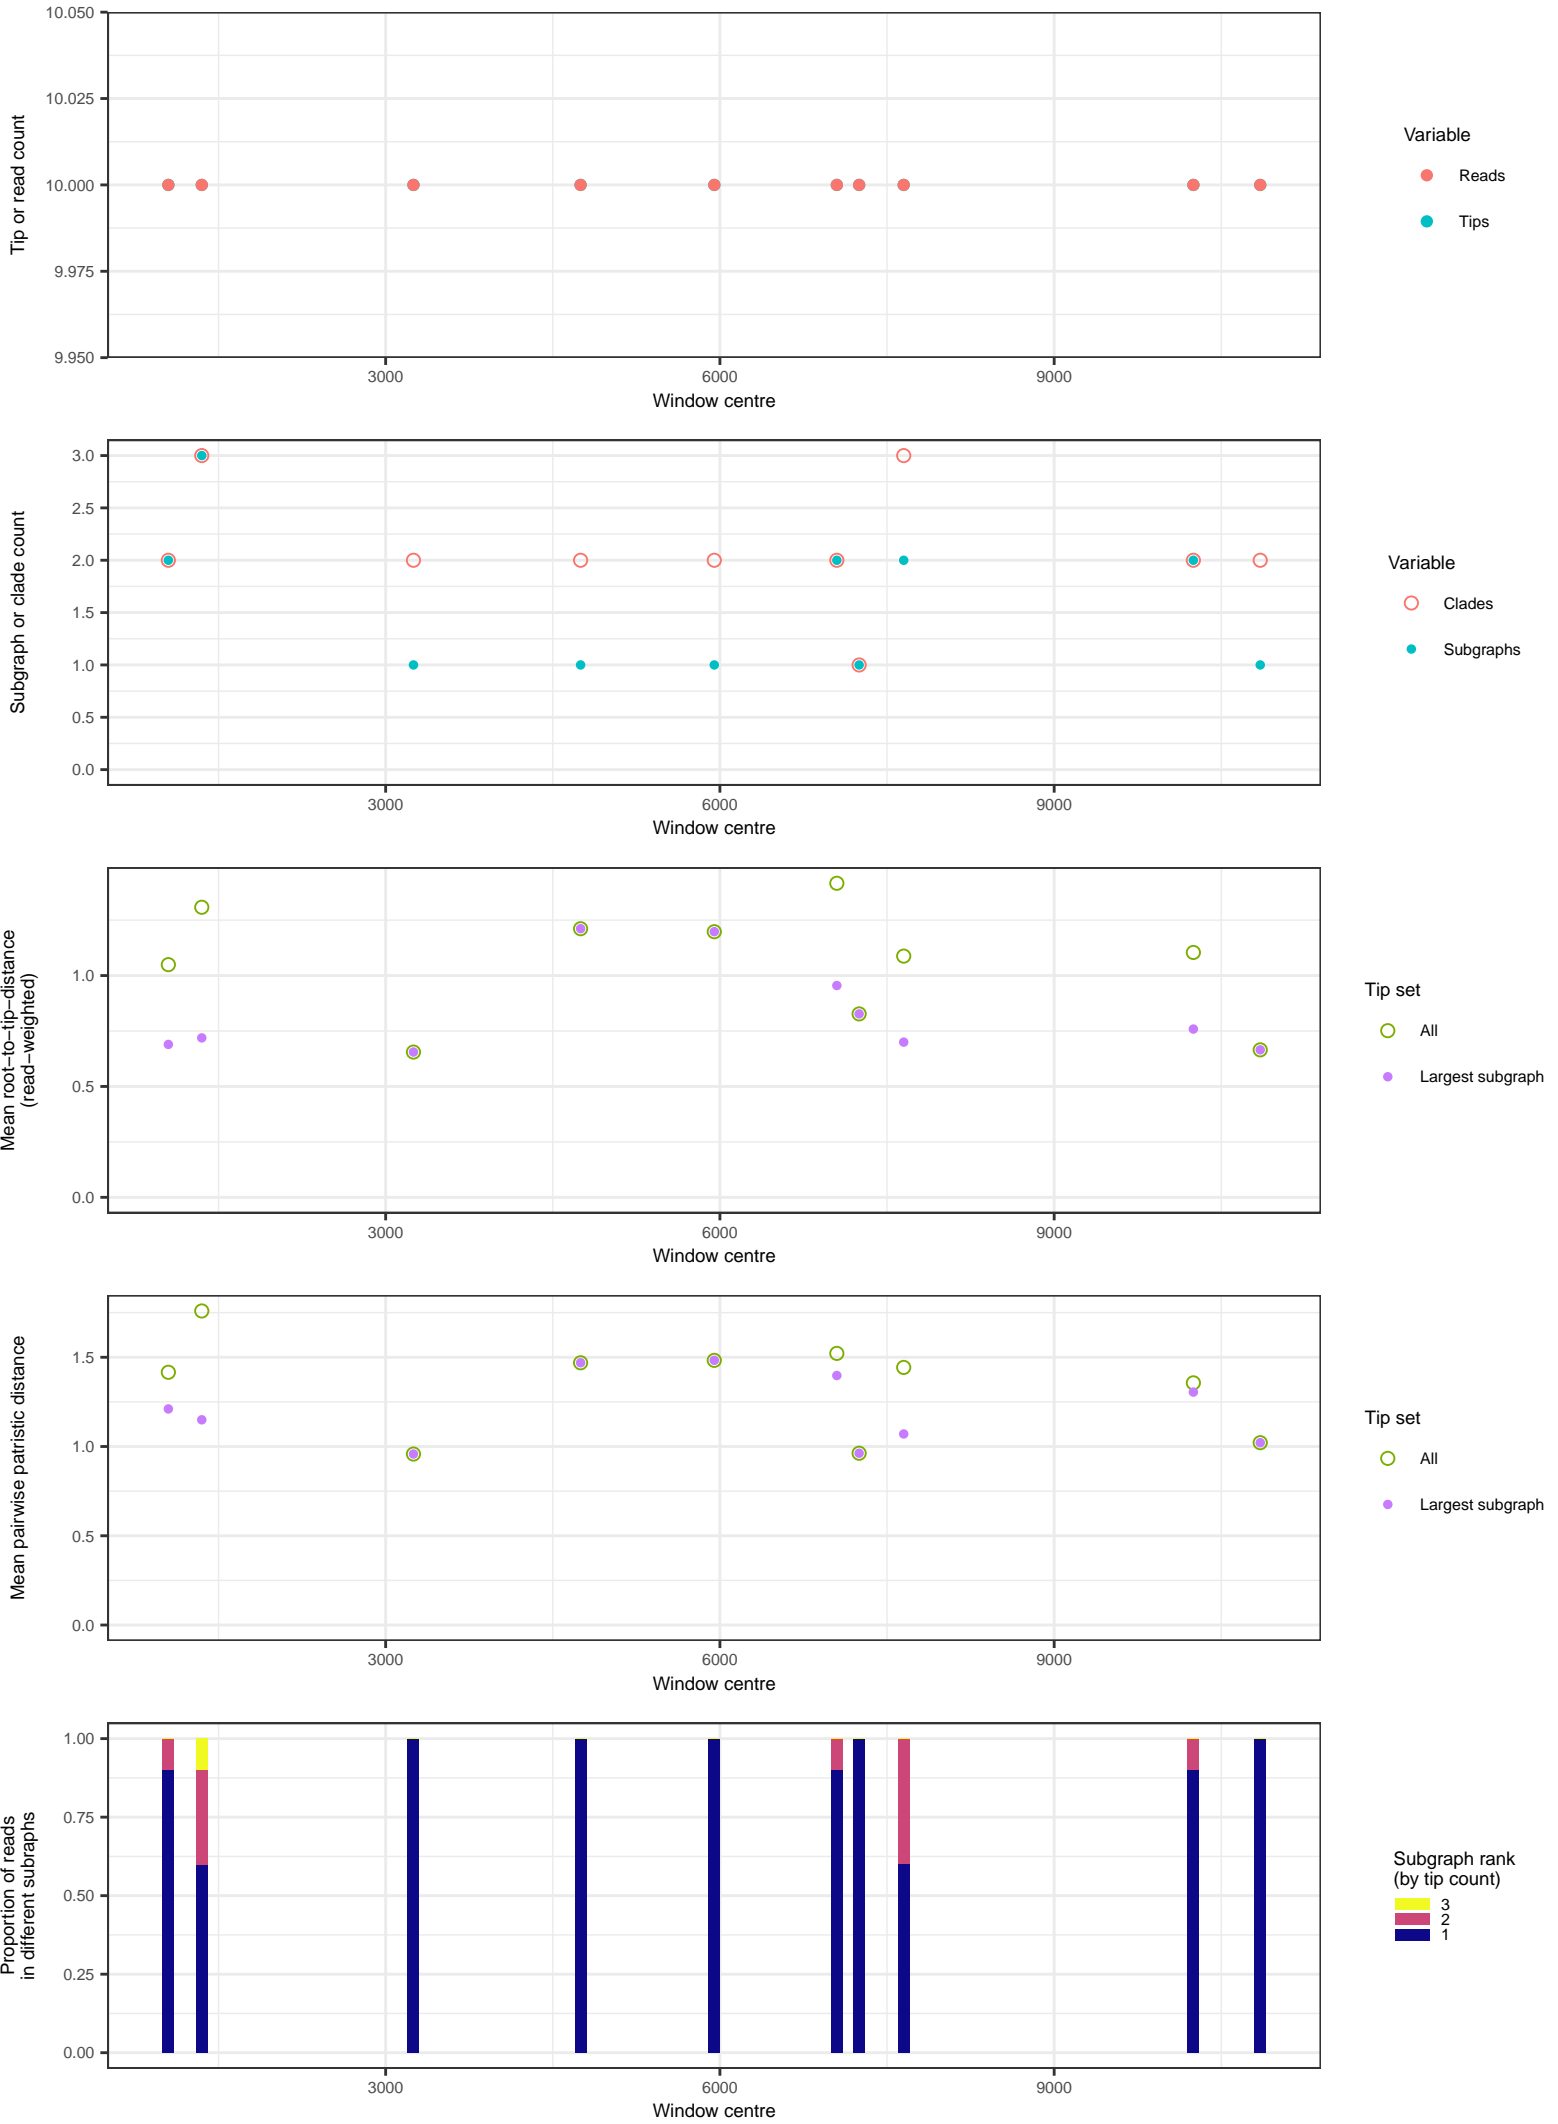 10.050
10.025
10.000
9.975
9.950
Tip or read count
3000 6000 9000
Window centre
Variable
Reads
Tips
3.0
2.5
2.0
1.5
1.0
0.5
0.0
Subgraph or clade count
3000 6000 9000
Window centre
Variable
Clades
Subgraphs
1.0
0.5
0.0
Mean root−to−tip−distance
(read−weighted)
3000 6000 9000
Window centre
Tip set
All
Largest subgraph
1.5
1.0
0.5
0.0
Mean pairwise patristic distance
3000 6000 9000
Window centre
Tip set
All
Largest subgraph
1.00
0.75
0.50
0.25
0.00
Proportion of reads
in different subraphs
3000 6000 9000
Window centre
Subgraph rank
(by tip count)
3
2
1